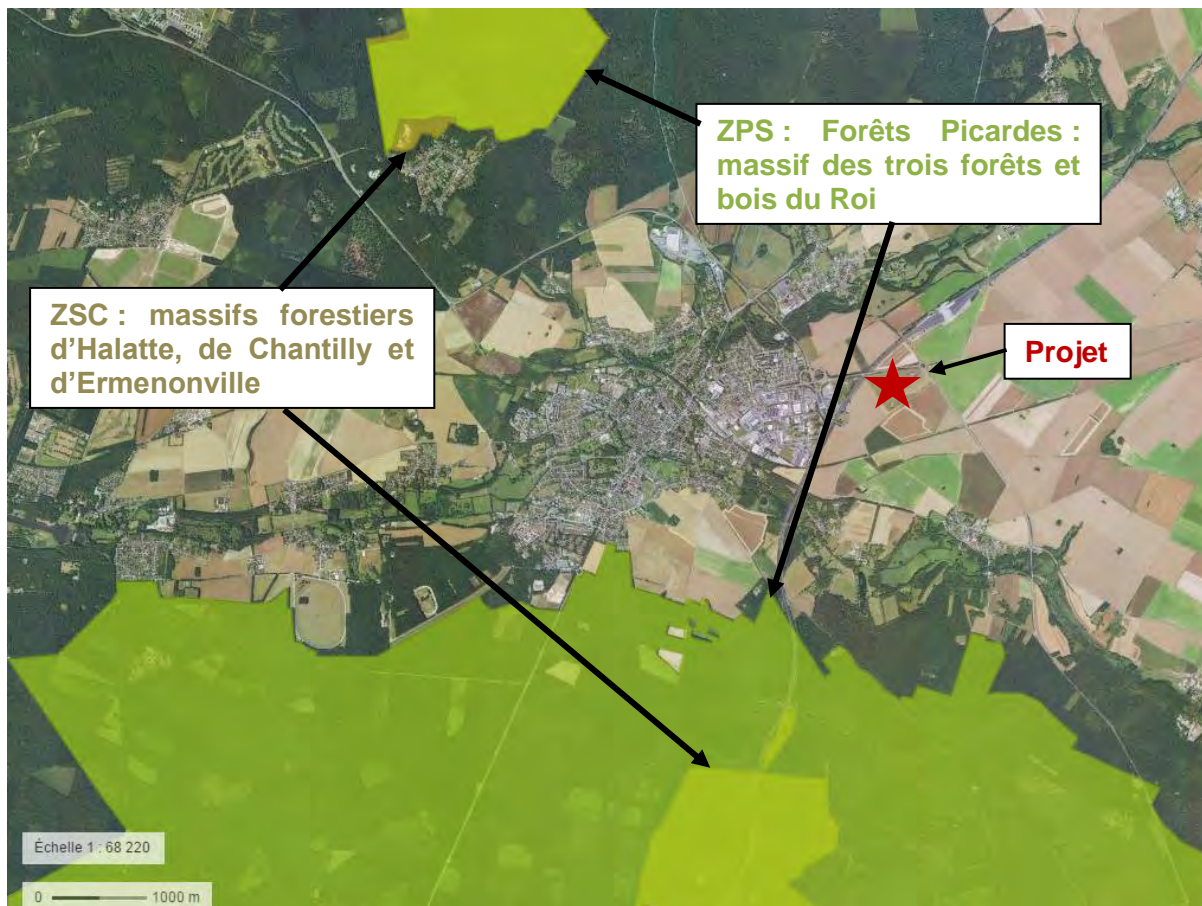 ZPS : Forêts Picardes :
massif des trois forêts et
bois du Roi
ZSC : massifs forestiers
d’Halatte, de Chantilly et
d’Ermenonville
Projet
Échelle 1 : 68 220
0 1000 m